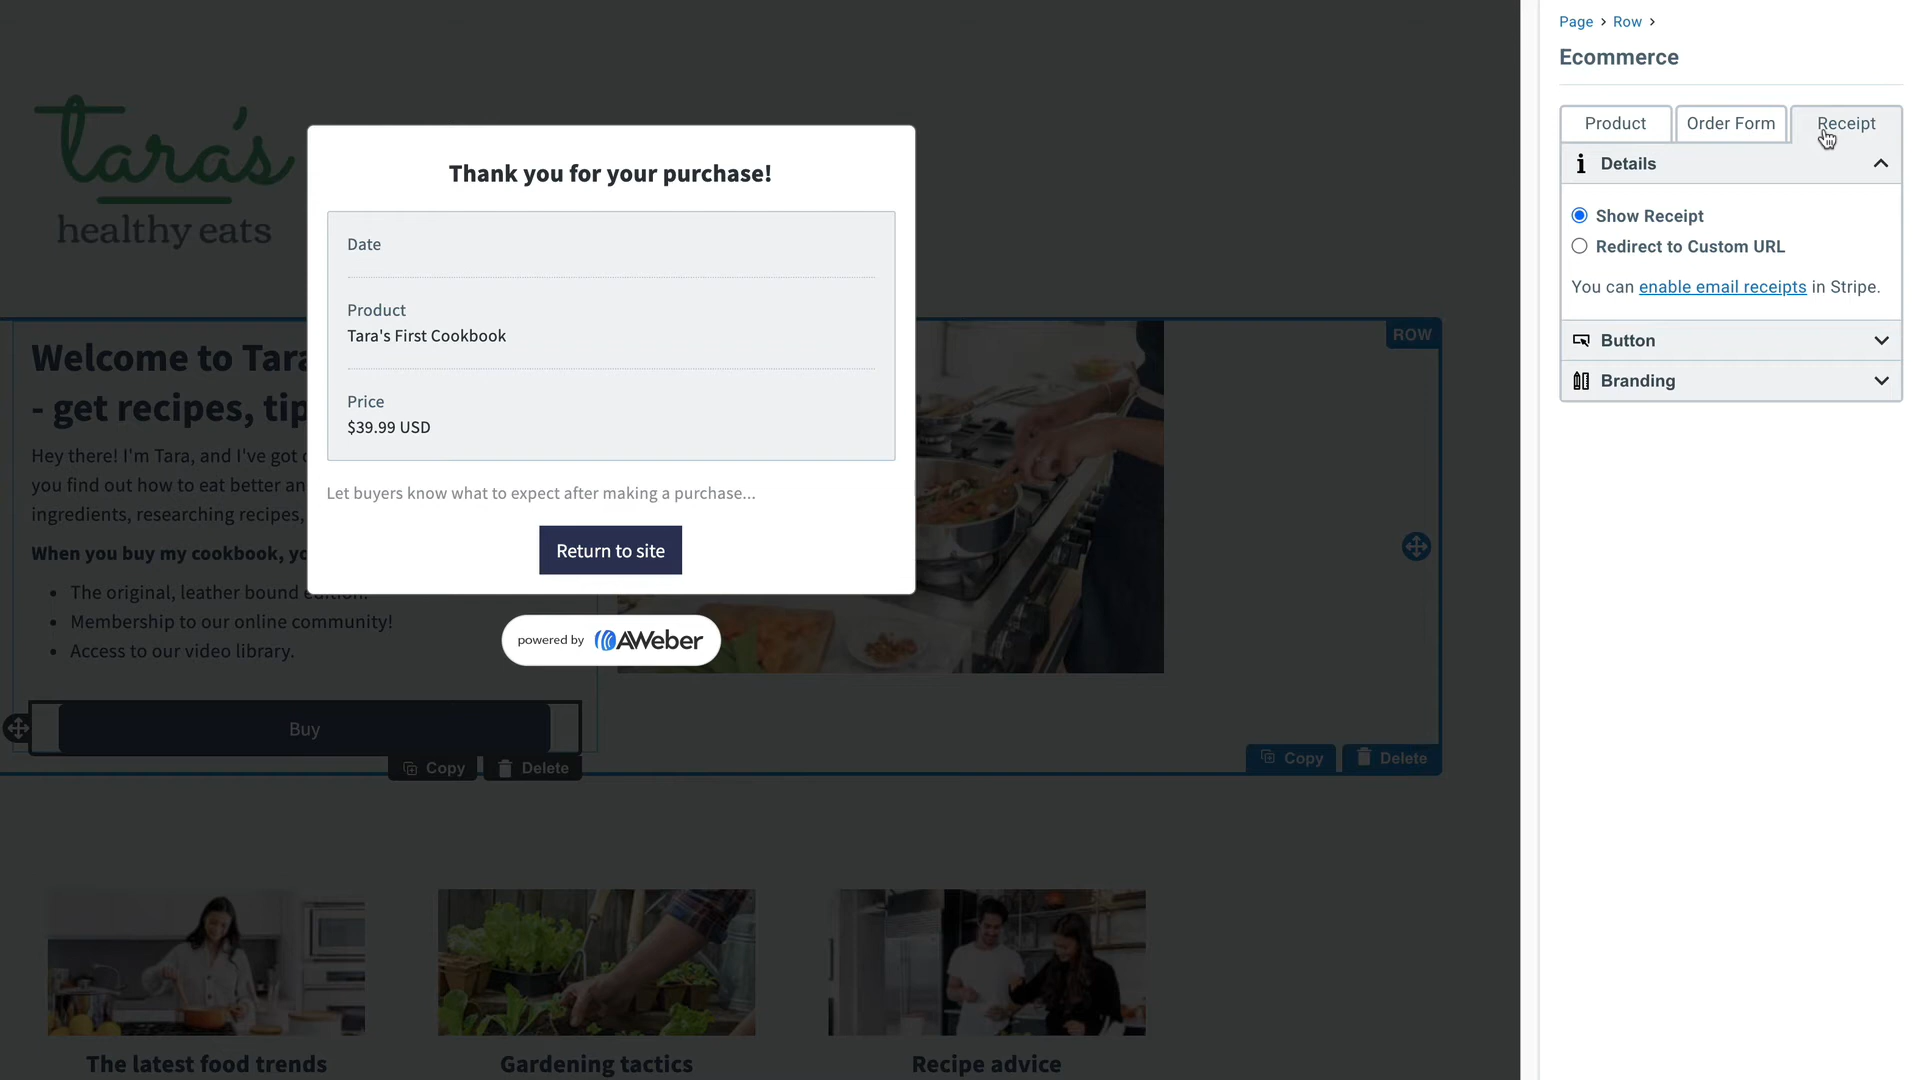 Page > Row >
Ecommerce
Product
Order Form
Receipt
Details
Show Receipt
Redirect to Custom URL
You can enable email receipts in Stripe.
Button
Branding
tara's
healthy eats
Thank you for your purchase!
Date
Product
Tara's First Cookbook
Price
$39.99 USD
Let buyers know what to expect after making a purchase...
Return to site
powered by AWeber
ROW
Welcome to Tara
- get recipes, tip
Hey there! I'm Tara, and I've got
you find out how to eat better an
ingredients, researching recipes,
When you buy my cookbook, yo
• The original, leather bound edition.
• Membership to our online community!
• Access to our video library.
Buy
Copy
Delete
Copy
Delete
The latest food trends
Gardening tactics
Recipe advice